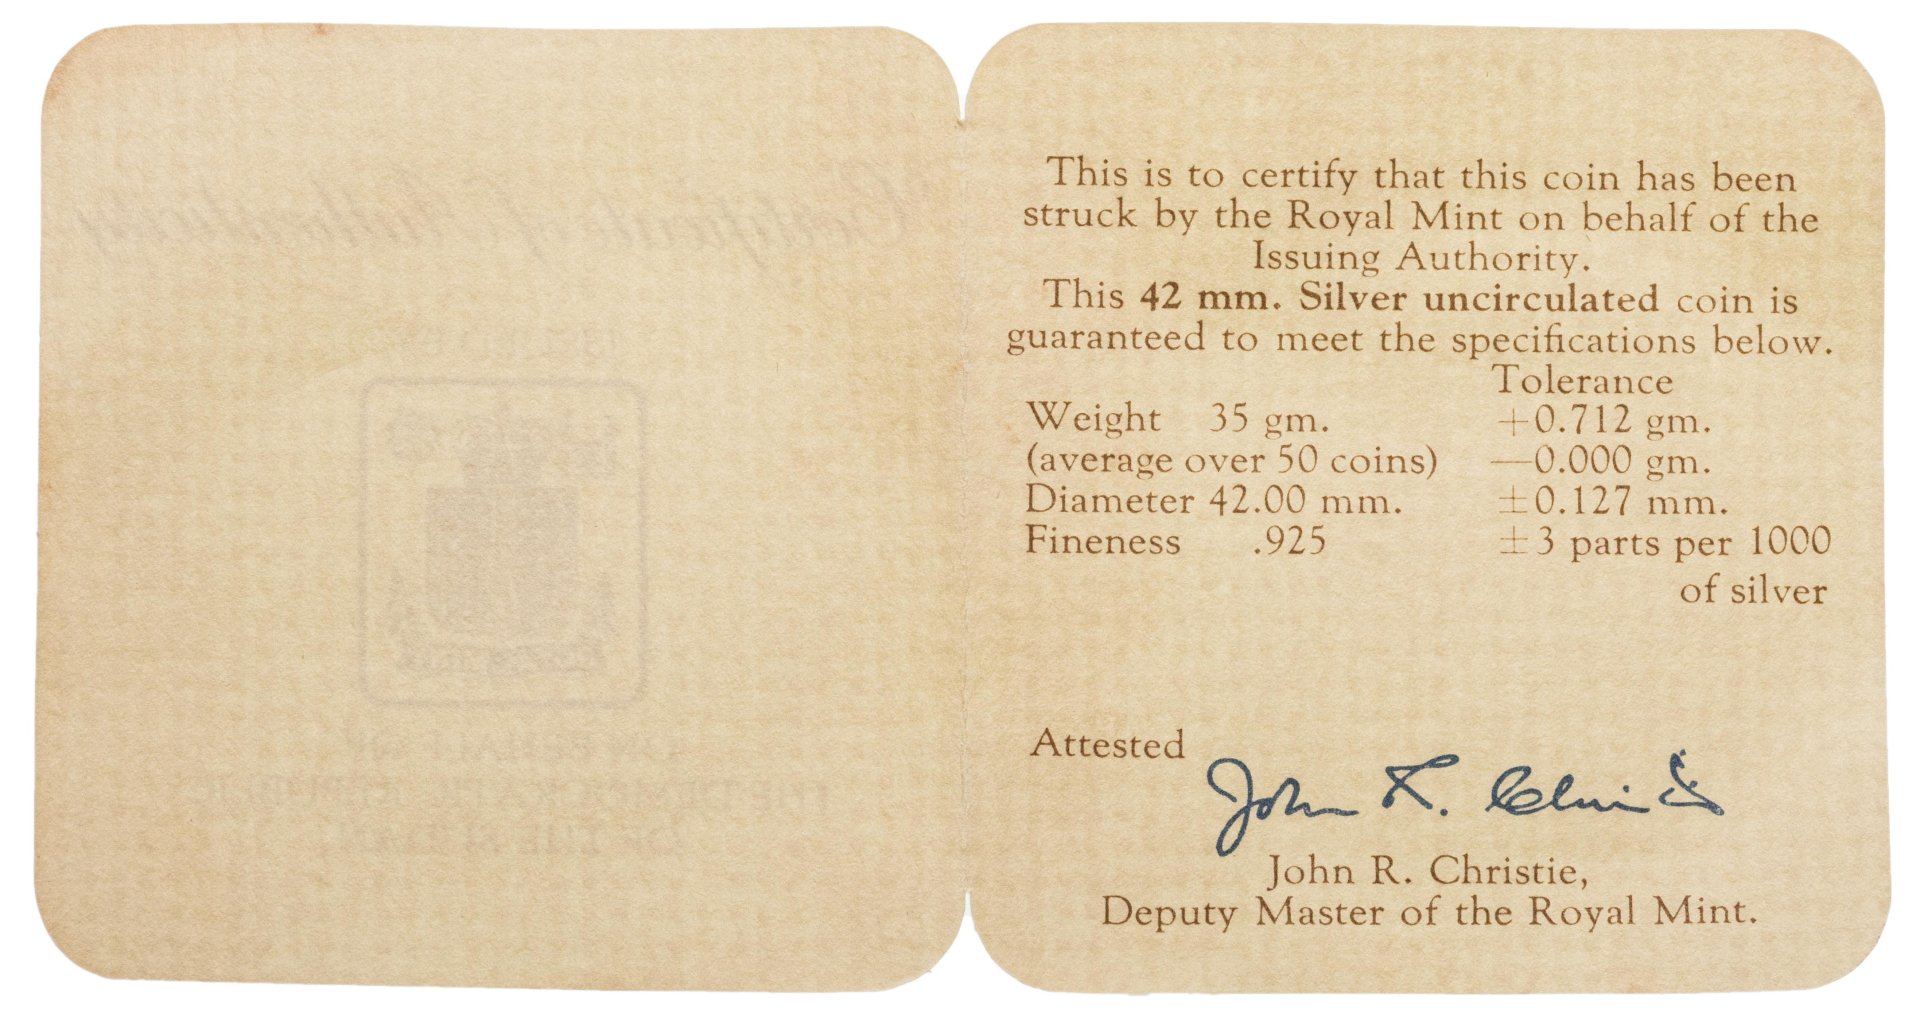 This is to certify that this coin has been
struck by the Royal Mint on behalf of the
Issuing Authority.
This 42 mm. Silver uncirculated coin is
guaranteed to meet the specifications below.
Tolerance
Weight 35 gm. +0.712 gm.
(average over 50 coins) —0.000 gm.
Diameter 42.00 mm. ±0.127 mm.
Fineness .925 ±3 parts per 1000
of silver
Attested
John R. Christie
John R. Christie,
Deputy Master of the Royal Mint.